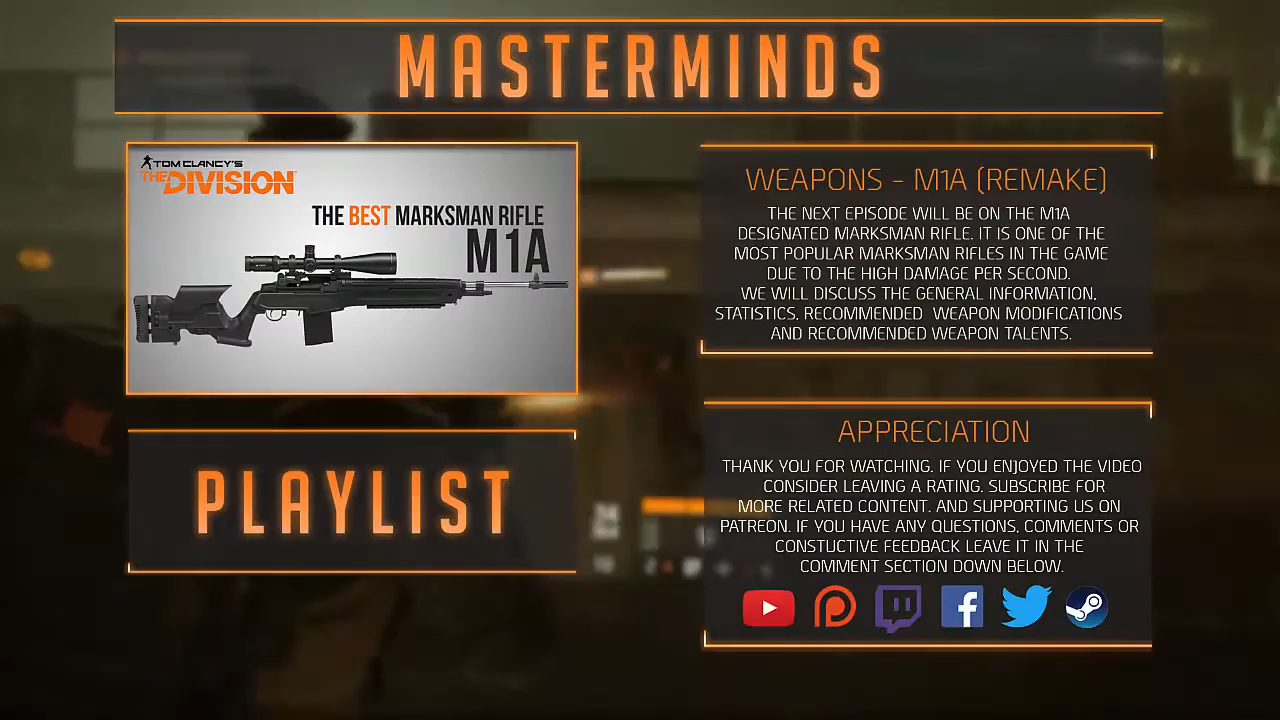 MASTERMINDS
TOM CLANCY'S
THE DIVISION
THE BEST MARKSMAN RIFLE
M1A
WEAPONS - M1A (REMAKE)
THE NEXT EPISODE WILL BE ON THE M1A
DESIGNATED MARKSMAN RIFLE. IT IS ONE OF THE
MOST POPULAR MARKSMAN RIFLES IN THE GAME
DUE TO THE HIGH DAMAGE PER SECOND.
WE WILL DISCUSS THE GENERAL INFORMATION,
STATISTICS, RECOMMENDED WEAPON MODIFICATIONS
AND RECOMMENDED WEAPON TALENTS.
PLAYLIST
APPRECIATION
THANK YOU FOR WATCHING. IF YOU ENJOYED THE VIDEO
CONSIDER LEAVING A RATING. SUBSCRIBE FOR
MORE RELATED CONTENT. AND SUPPORTING US ON
PATREON. IF YOU HAVE ANY QUESTIONS, COMMENTS OR
CONSTUCTIVE FEEDBACK LEAVE IT IN THE
COMMENT SECTION DOWN BELOW.